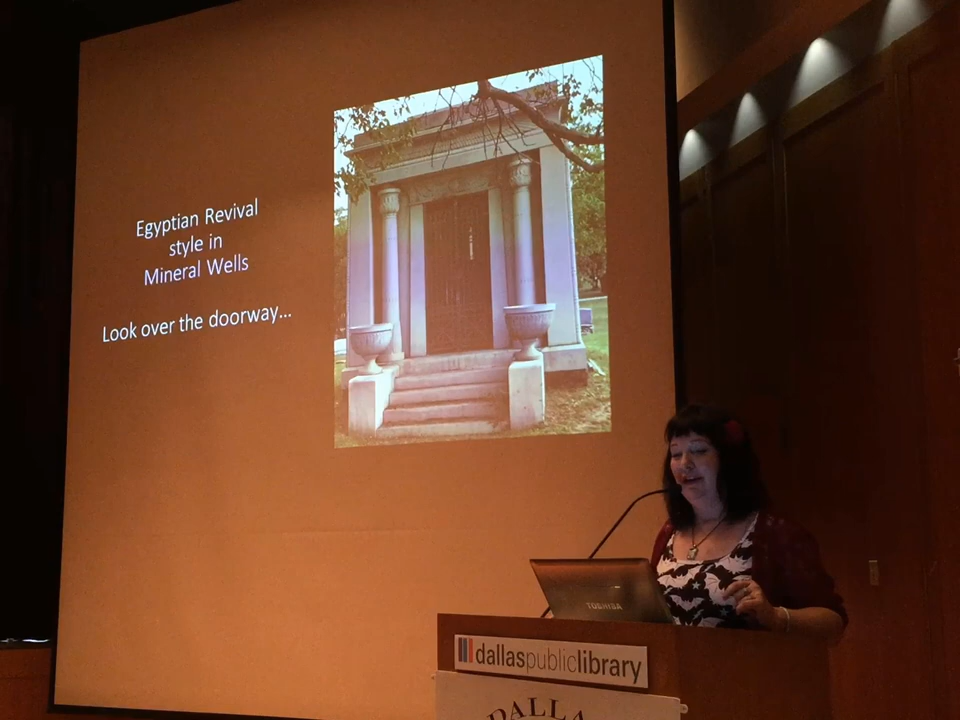 Egyptian Revival
style in
Mineral Wells
Look over the doorway...
TOSHIBA
dallaspubliclibrary